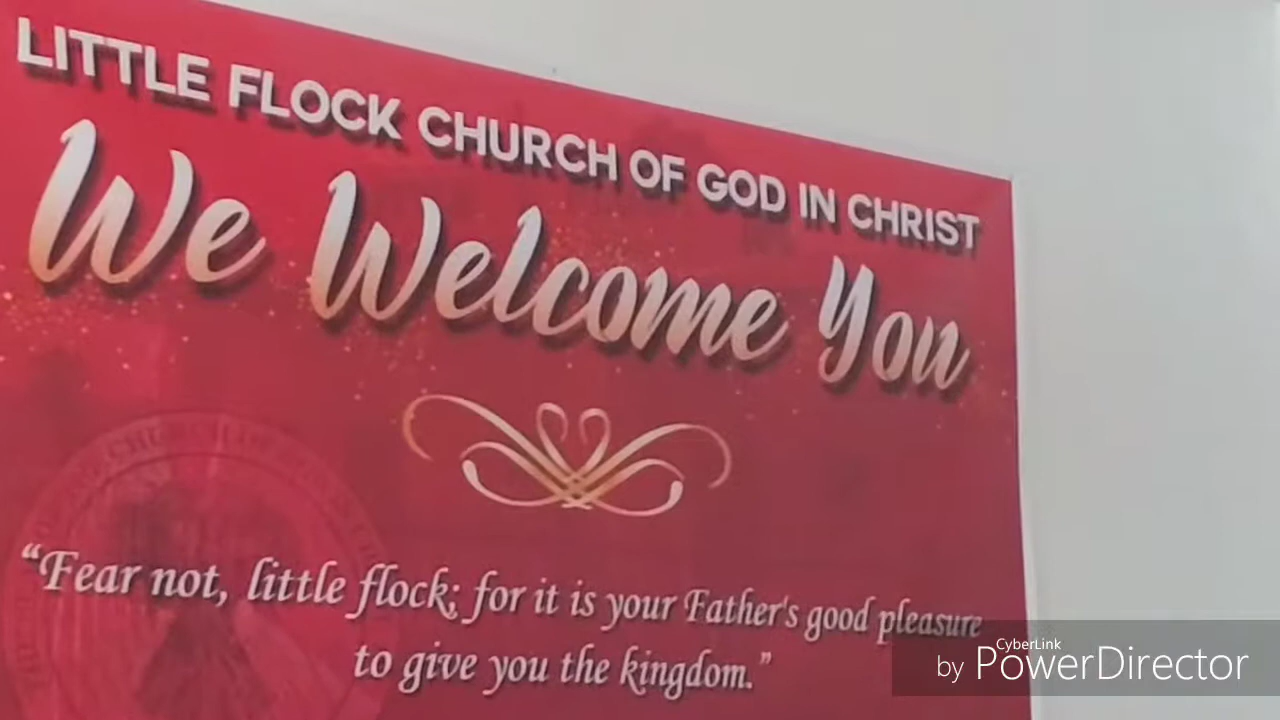 LITTLE FLOCK CHURCH OF GOD IN CHRIST
We Welcome You
“Fear not, little flock; for it is your Father's good pleasure
to give you the kingdom.”
CyberLink
by PowerDirector